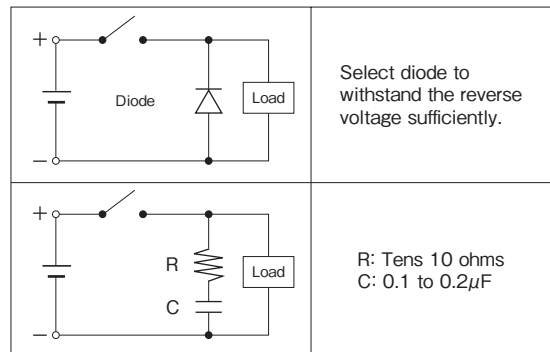 +
Diode
Load
−
Select diode to
withstand the reverse
voltage sufficiently.
+
R
Load
C
−
R: Tens 10 ohms
C: 0.1 to 0.2μF